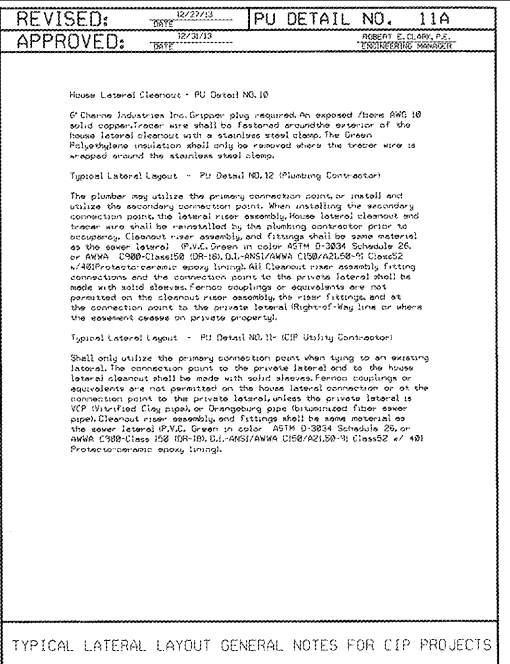 REVISED: 12/27/13 PU DETAIL NO. 11A
DATE
APPROVED: 12/31/13 ROBERT E. CLARK, P.E.
DATE ENGINEERING MANAGER
House Lateral Cleanout - PU Detail NO. 10
6" Cherne Industries Inc. Gripper plug required. An exposed /bare AWG 10
solid copper.Tracer wire shall be fastened aroundthe exterior of the
house lateral cleanout with a stainless steel clamp. The Green
Polyethylene insulation shall only be removed where the tracer wire is
wrapped around the stainless steel clamp.
Typical Lateral Layout - PU Detail NO. 12 (Plumbing Contractor)
The plumber may utilize the primary connection point, or install and
utilize the secondary connection point. When installing the secondary
connection point, the lateral riser assembly, House lateral cleanout and
tracer wire shall be reinstalled by the plumbing contractor prior to
occupancy. Cleanout riser assembly, and fittings shall be same material
as the sewer lateral (P.V.C. Green in color ASTM D-3034 Schedule 26,
or AWWA C900-Class150 (DR-18), D.I.-ANSI/AWWA C150/A21.50-91 Class52
w/401Protecto-ceramic epoxy lining). All Cleanout riser assembly fitting
connections and the connection point to the private lateral shall be
made with solid sleeves. Fernco couplings or equivalents are not
permitted on the cleanout riser assembly, the riser fittings, and at
the connection point to the private lateral (Right-of-Way line or where
the easement ceases on private property).
Typical Lateral Layout - PU Detail NO. 11- (CIP Utility Contractor)
Shall only utilize the primary connection point when tying to an existing
lateral. The connection point to the private lateral and to the house
lateral cleanout shall be made with solid sleeves. Fernco couplings or
equivalents are not permitted on the house lateral connection or at the
connection point to the private lateral, unless the private lateral is
VCP (Vitrified Clay pipe), or Orangeburg pipe (bituminized fiber sewer
pipe). Cleanout riser assembly, and fittings shall be same material as
the sewer lateral (P.V.C. Green in color ASTM D-3034 Schedule 26, or
AWWA C900-Class 150 (DR-18), D.I.-ANSI/AWWA C150/A21.50-91 Class52 w/ 401
Protecto-ceramic epoxy lining).
TYPICAL LATERAL LAYOUT GENERAL NOTES FOR CIP PROJECTS